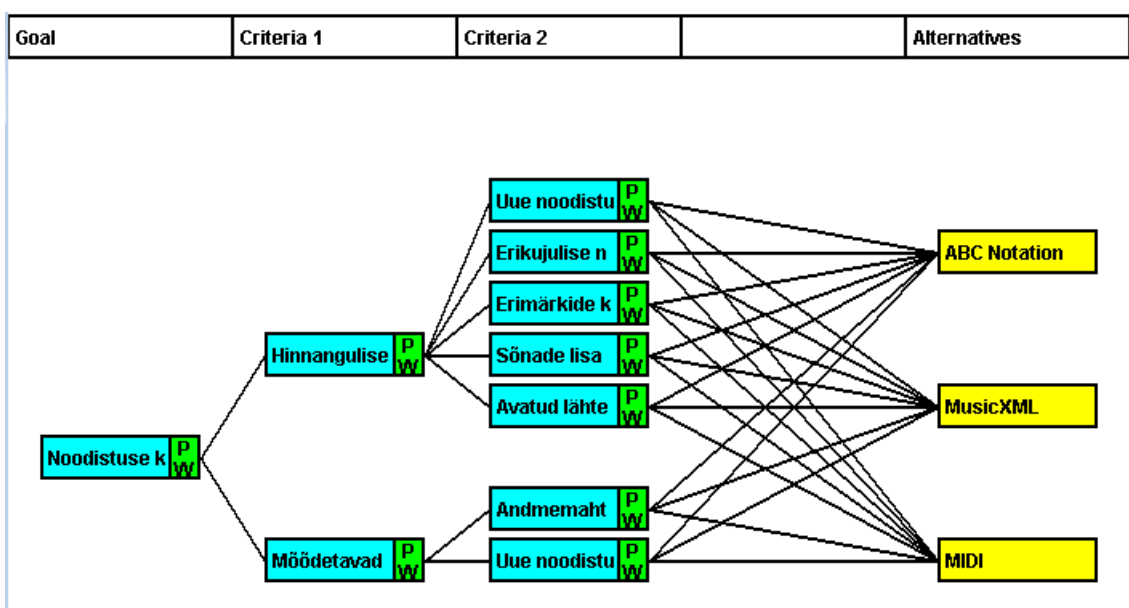 Goal Criteria 1 Criteria 2 Alternatives
Uue noodistu P W
Erikujulise n P W
ABC Notation
Erimärkide k P W
Hinnangulise P W
Sõnade lisa P W
Avatud lähte P W
MusicXML
Noodistuse k P W
Andmemaht P W
Mõõdetavad P W
Uue noodistu P W
MIDI